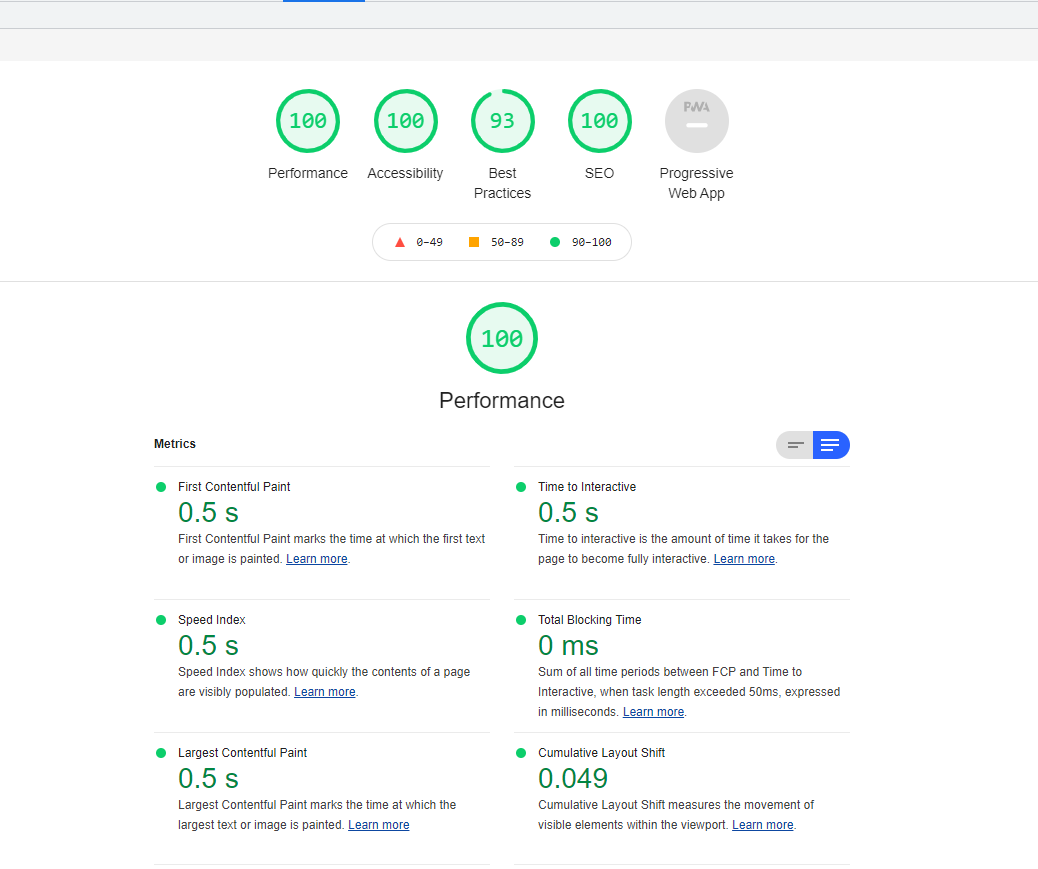 100 100 93 100 PWA
Performance Accessibility Best Practices SEO Progressive Web App
0–49 50–89 90–100
100
Performance
Metrics
First Contentful Paint
0.5 s
First Contentful Paint marks the time at which the first text
or image is painted. Learn more.
Time to Interactive
0.5 s
Time to interactive is the amount of time it takes for the
page to become fully interactive. Learn more.
Speed Index
0.5 s
Speed Index shows how quickly the contents of a page
are visibly populated. Learn more.
Total Blocking Time
0 ms
Sum of all time periods between FCP and Time to
Interactive, when task length exceeded 50ms, expressed
in milliseconds. Learn more.
Largest Contentful Paint
0.5 s
Largest Contentful Paint marks the time at which the
largest text or image is painted. Learn more
Cumulative Layout Shift
0.049
Cumulative Layout Shift measures the movement of
visible elements within the viewport. Learn more.